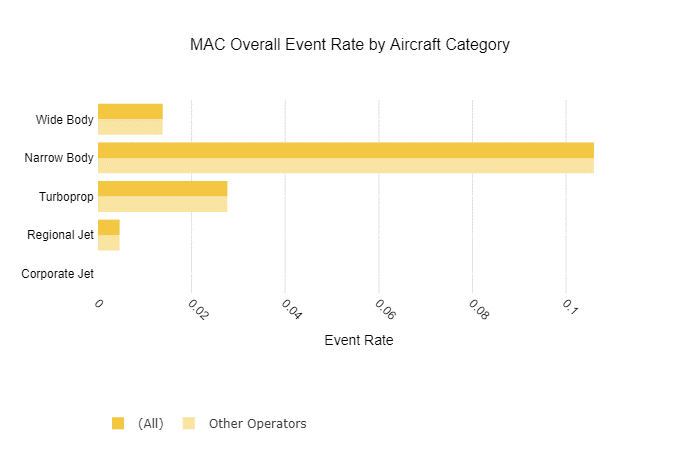 MAC Overall Event Rate by Aircraft Category
Wide Body
Narrow Body
Turboprop
Regional Jet
Corporate Jet
0 0.02 0.04 0.06 0.08 0.1
Event Rate
(All) Other Operators